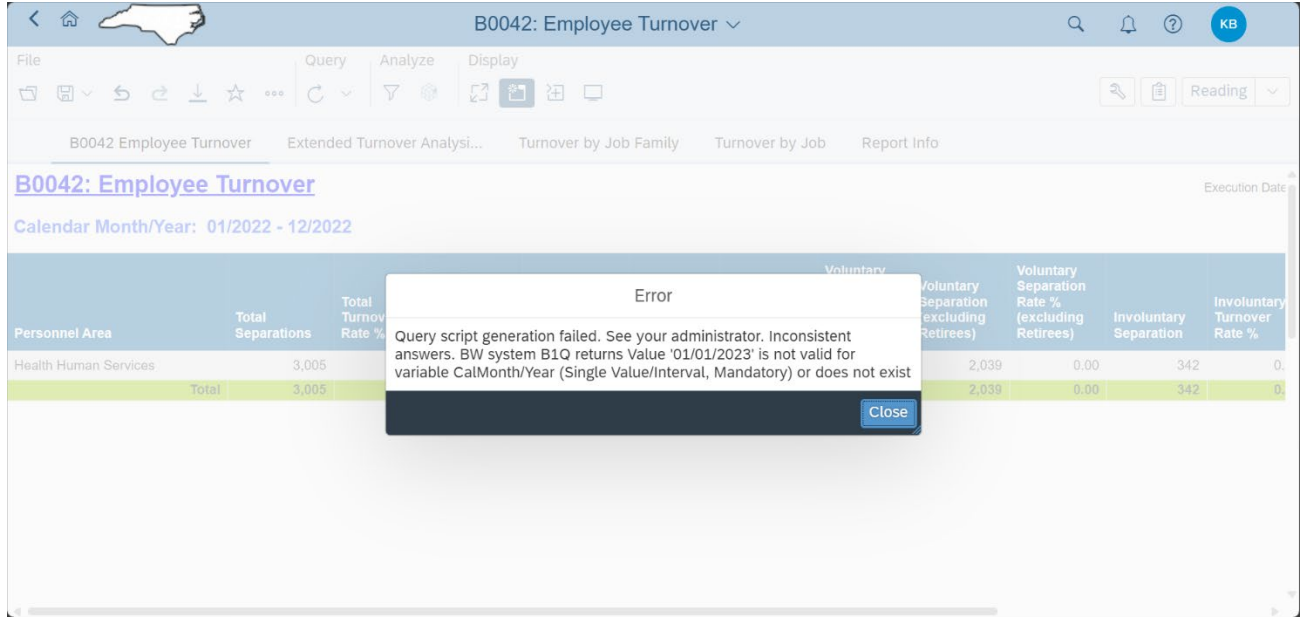 B0042: Employee Turnover
KB
File Query Analyze Display
Reading
B0042 Employee Turnover Extended Turnover Analysi... Turnover by Job Family Turnover by Job Report Info
B0042: Employee Turnover
Execution Date
Calendar Month/Year: 01/2022 - 12/2022
Personnel Area
Total
Separations
Total
Turnov
Rate %
Voluntary
Voluntary
Separation
(excluding
Retirees)
Voluntary
Separation
Rate %
(excluding
Retirees)
Involuntary
Separation
Involuntary
Turnover
Rate %
Health Human Services 3,005 2,039 0.00 342 0.
Total 3,005 2,039 0.00 342 0.
Error
Query script generation failed. See your administrator. Inconsistent
answers. BW system B1Q returns Value '01/01/2023' is not valid for
variable CalMonth/Year (Single Value/Interval, Mandatory) or does not exist
Close